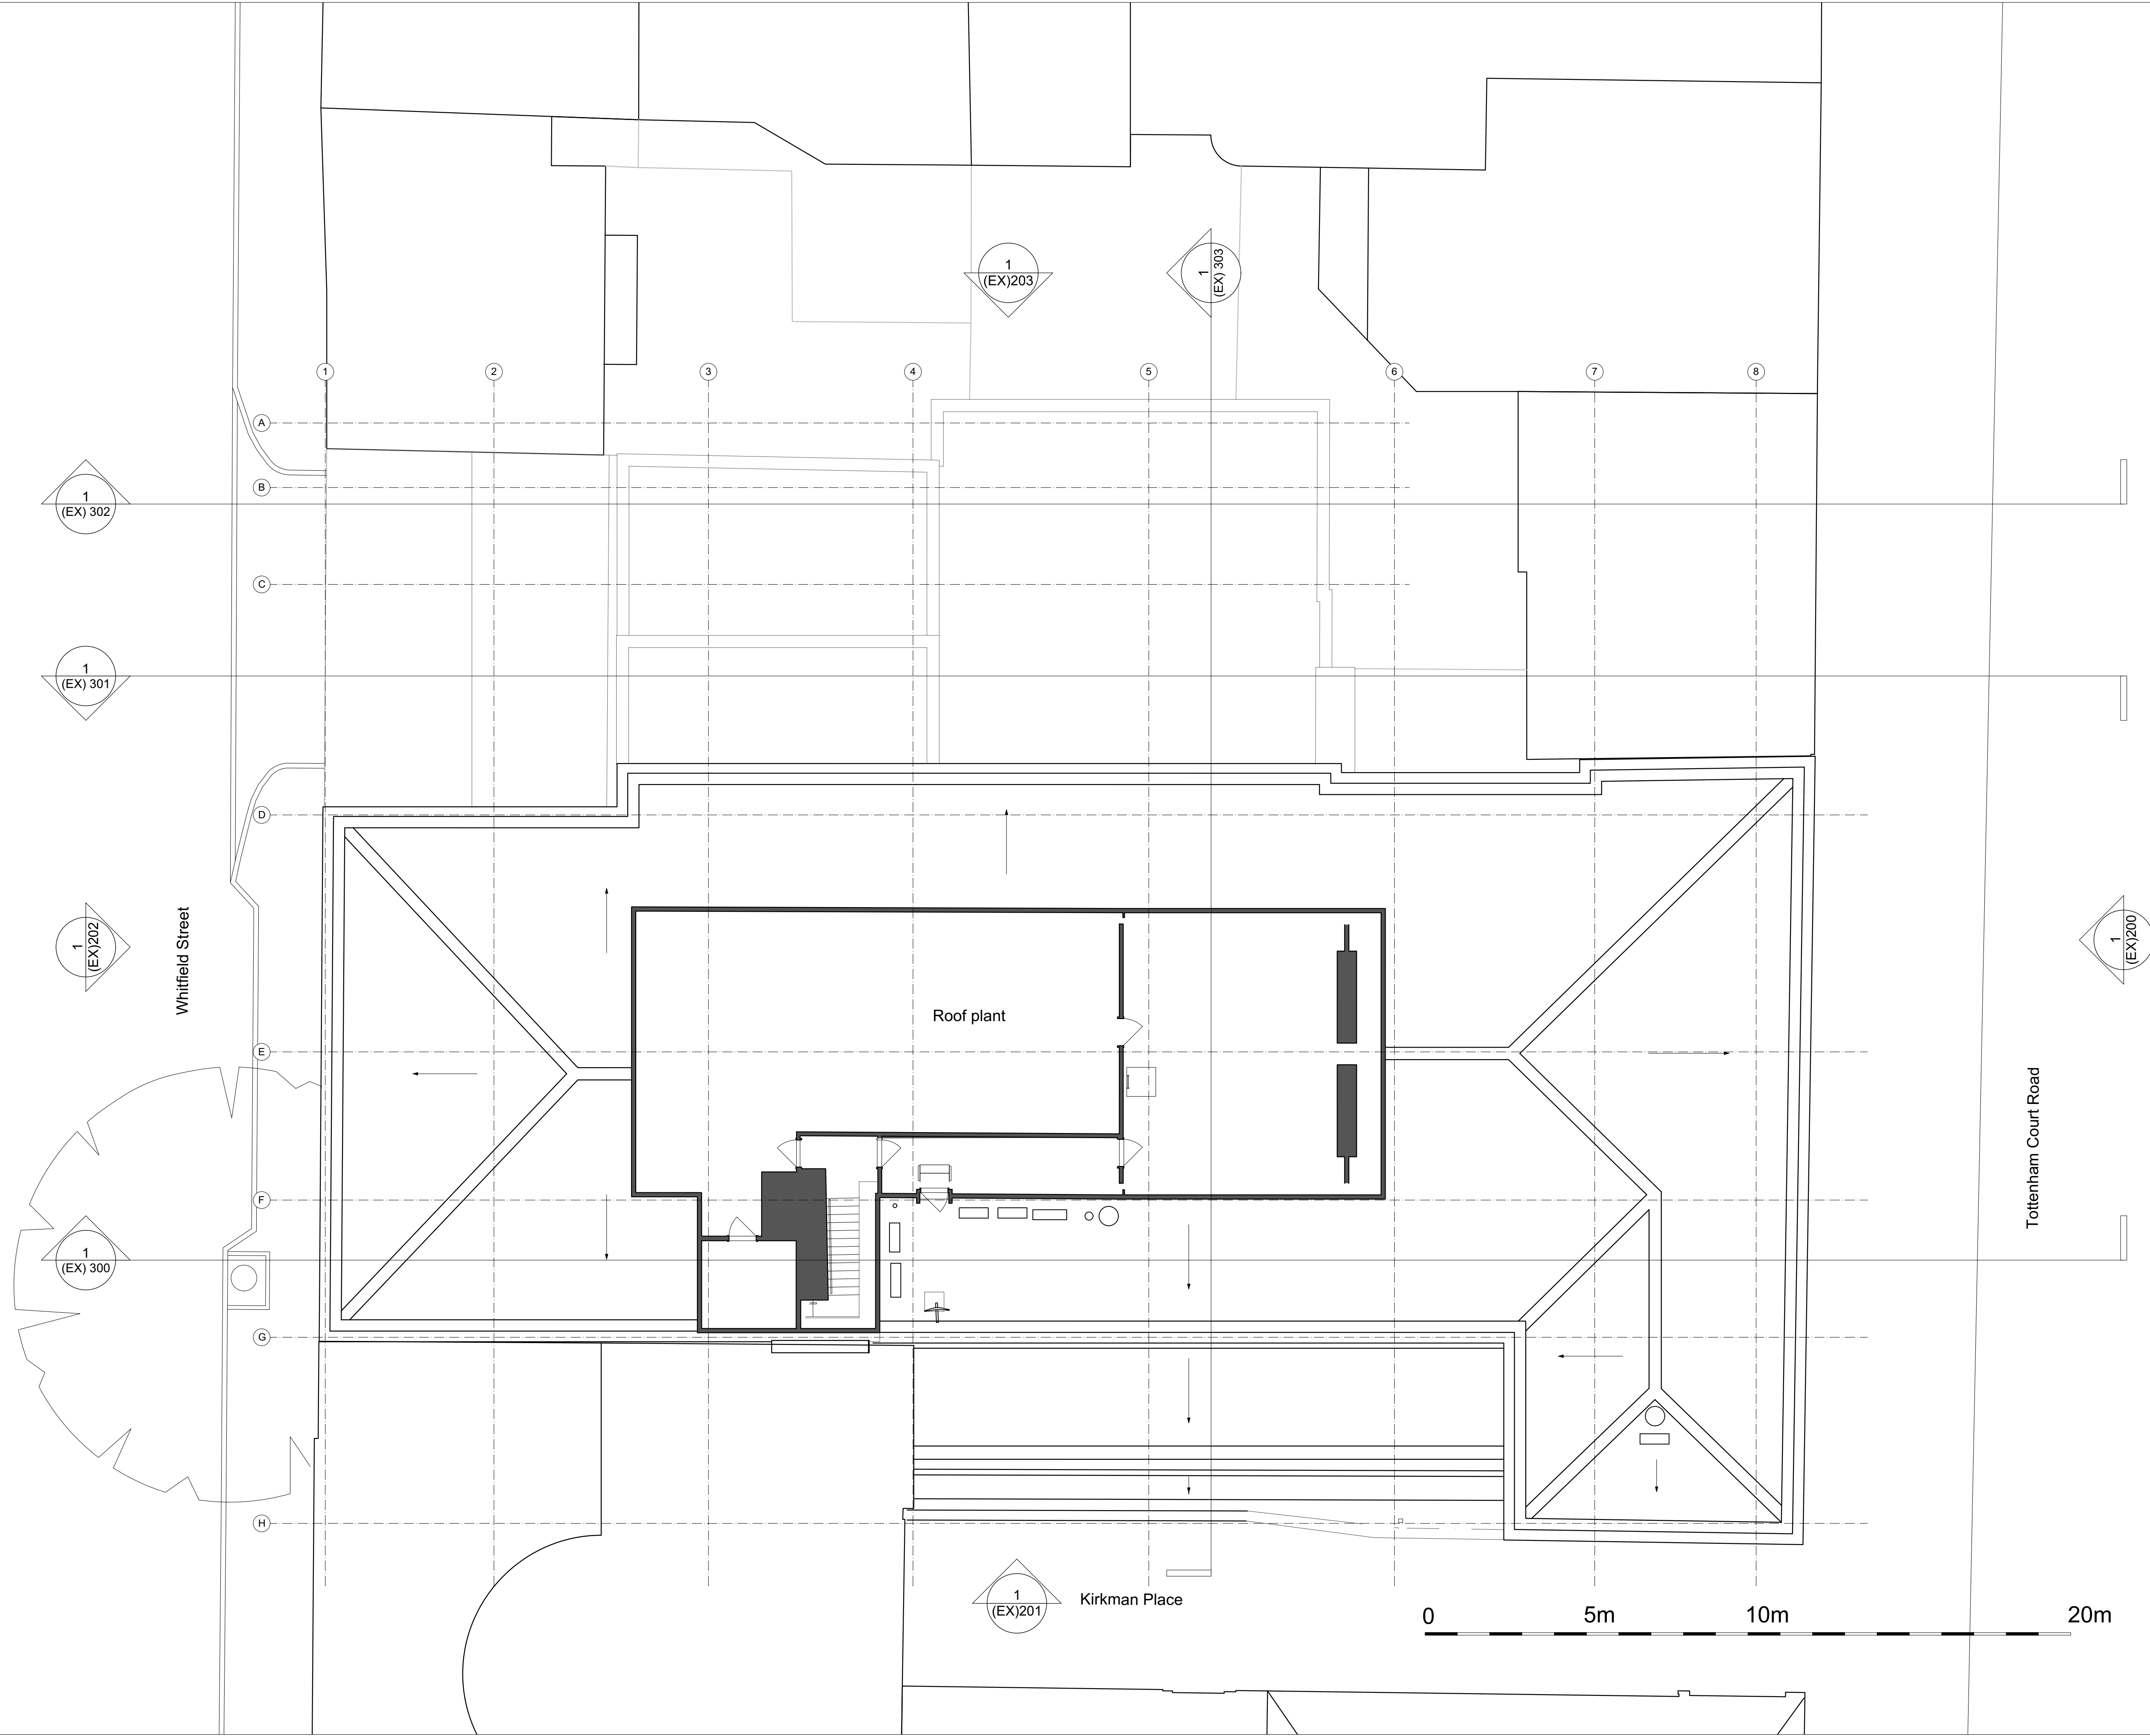 1
(EX)203
1
(EX) 303
1
2
3
4
5
6
7
8
A
B
1
(EX) 302
C
1
(EX) 301
D
1
(EX)202
Whitfield Street
1
(EX)200
Roof plant
E
Tottenham Court Road
F
1
(EX) 300
G
H
1
(EX)201
Kirkman Place
0
5m
10m
20m